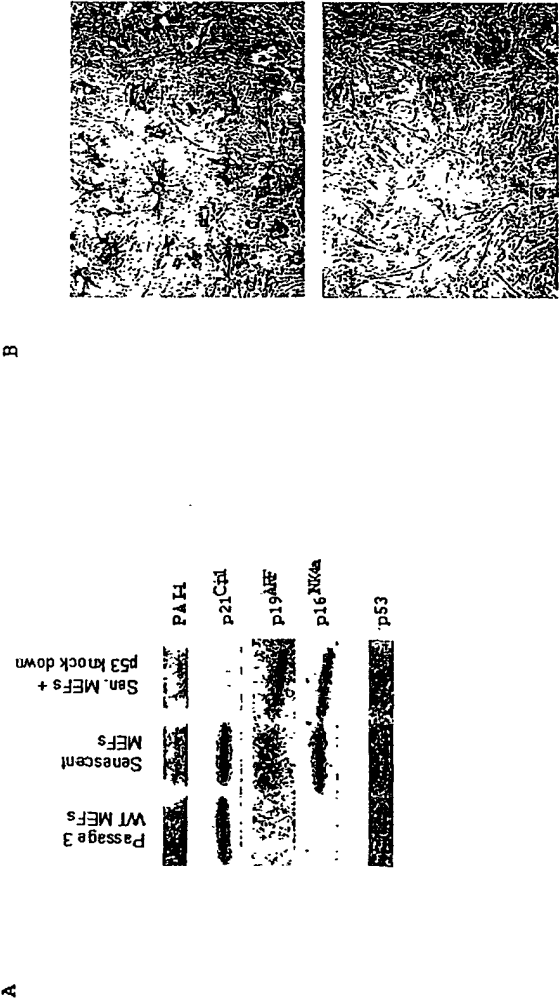 A
Passage 3
WT MEFs
Senescent
MEFs
Sen. MEFs +
p53 knock down
PAI-1
p21Cip1
p19ARF
p16INK4a
p53
B